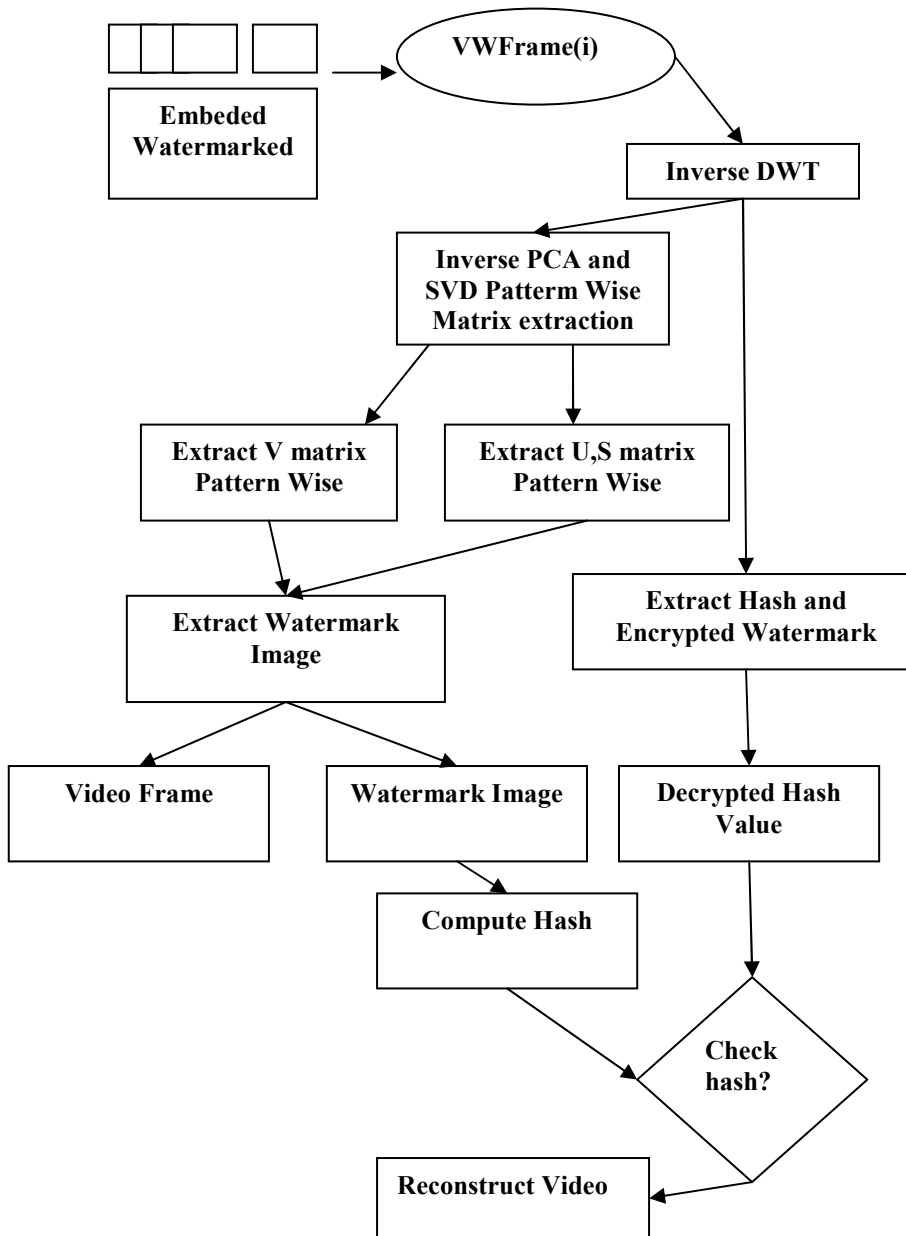 VWFrame(i)
Embeded
Watermarked
Inverse DWT
Inverse PCA and
SVD Patterm Wise
Matrix extraction
Extract V matrix
Pattern Wise
Extract U,S matrix
Pattern Wise
Extract Watermark
Image
Extract Hash and
Encrypted Watermark
Video Frame
Watermark Image
Decrypted Hash
Value
Compute Hash
Check
hash?
Reconstruct Video